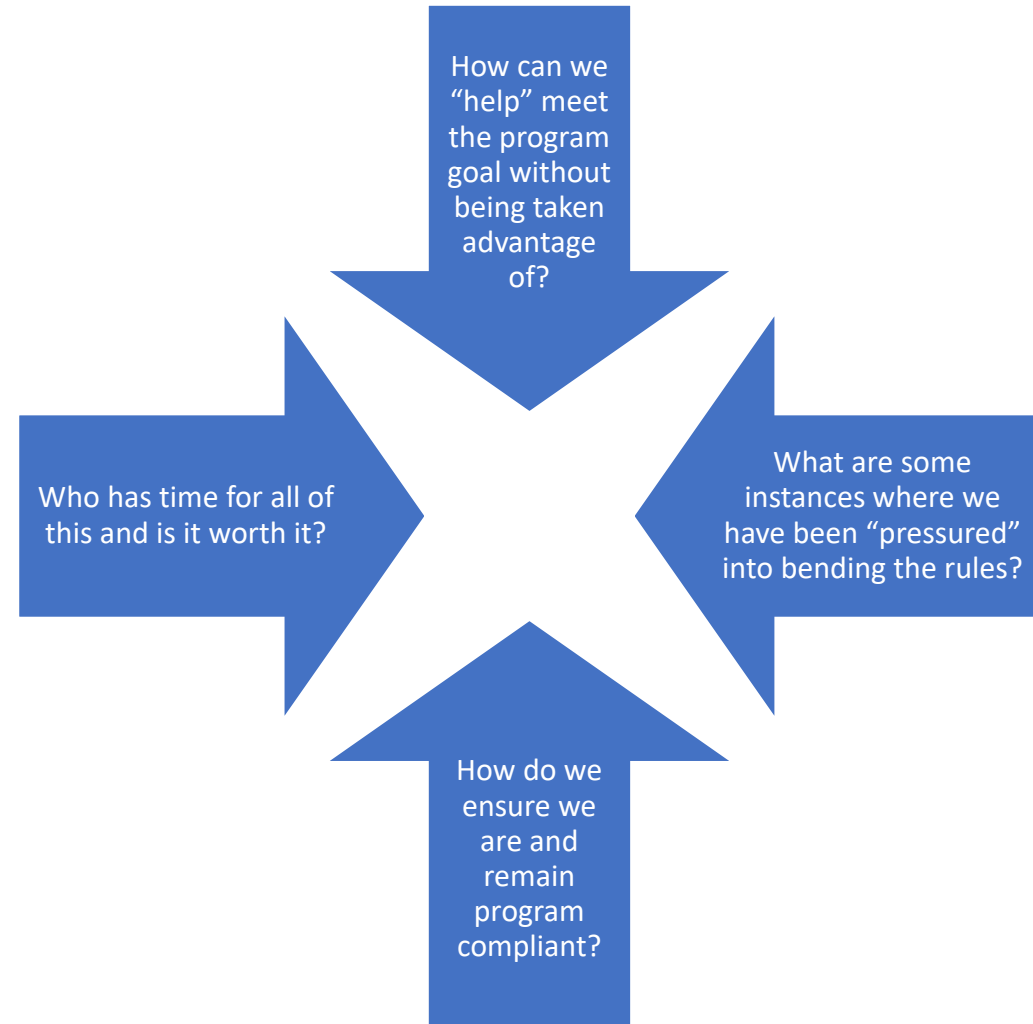 How can we
“help” meet
the program
goal without
being taken
advantage
of?
Who has time for all of
this and is it worth it?
What are some
instances where we
have been “pressured”
into bending the rules?
How do we
ensure we
are and
remain
program
compliant?